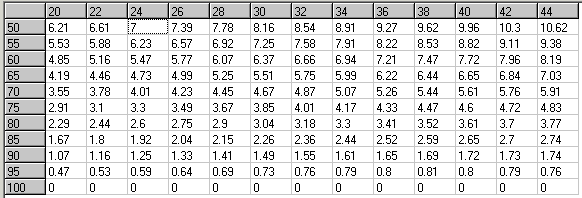 20 22 24 26 28 30 32 34 36 38 40 42 44
50 6.21 6.61 7 7.39 7.78 8.16 8.54 8.91 9.27 9.62 9.96 10.3 10.62
55 5.53 5.88 6.23 6.57 6.92 7.25 7.58 7.91 8.22 8.53 8.82 9.11 9.38
60 4.85 5.16 5.47 5.77 6.07 6.37 6.66 6.94 7.21 7.47 7.72 7.96 8.19
65 4.19 4.46 4.73 4.99 5.25 5.51 5.75 5.99 6.22 6.44 6.65 6.84 7.03
70 3.55 3.78 4.01 4.23 4.45 4.67 4.87 5.07 5.26 5.44 5.61 5.76 5.91
75 2.91 3.1 3.3 3.49 3.67 3.85 4.01 4.17 4.33 4.47 4.6 4.72 4.83
80 2.29 2.44 2.6 2.75 2.9 3.04 3.18 3.3 3.41 3.52 3.61 3.7 3.77
85 1.67 1.8 1.92 2.04 2.15 2.26 2.36 2.44 2.52 2.59 2.65 2.7 2.74
90 1.07 1.16 1.25 1.33 1.41 1.49 1.55 1.61 1.65 1.69 1.72 1.73 1.74
95 0.47 0.53 0.59 0.64 0.69 0.73 0.76 0.79 0.8 0.81 0.8 0.79 0.76
100 0 0 0 0 0 0 0 0 0 0 0 0 0